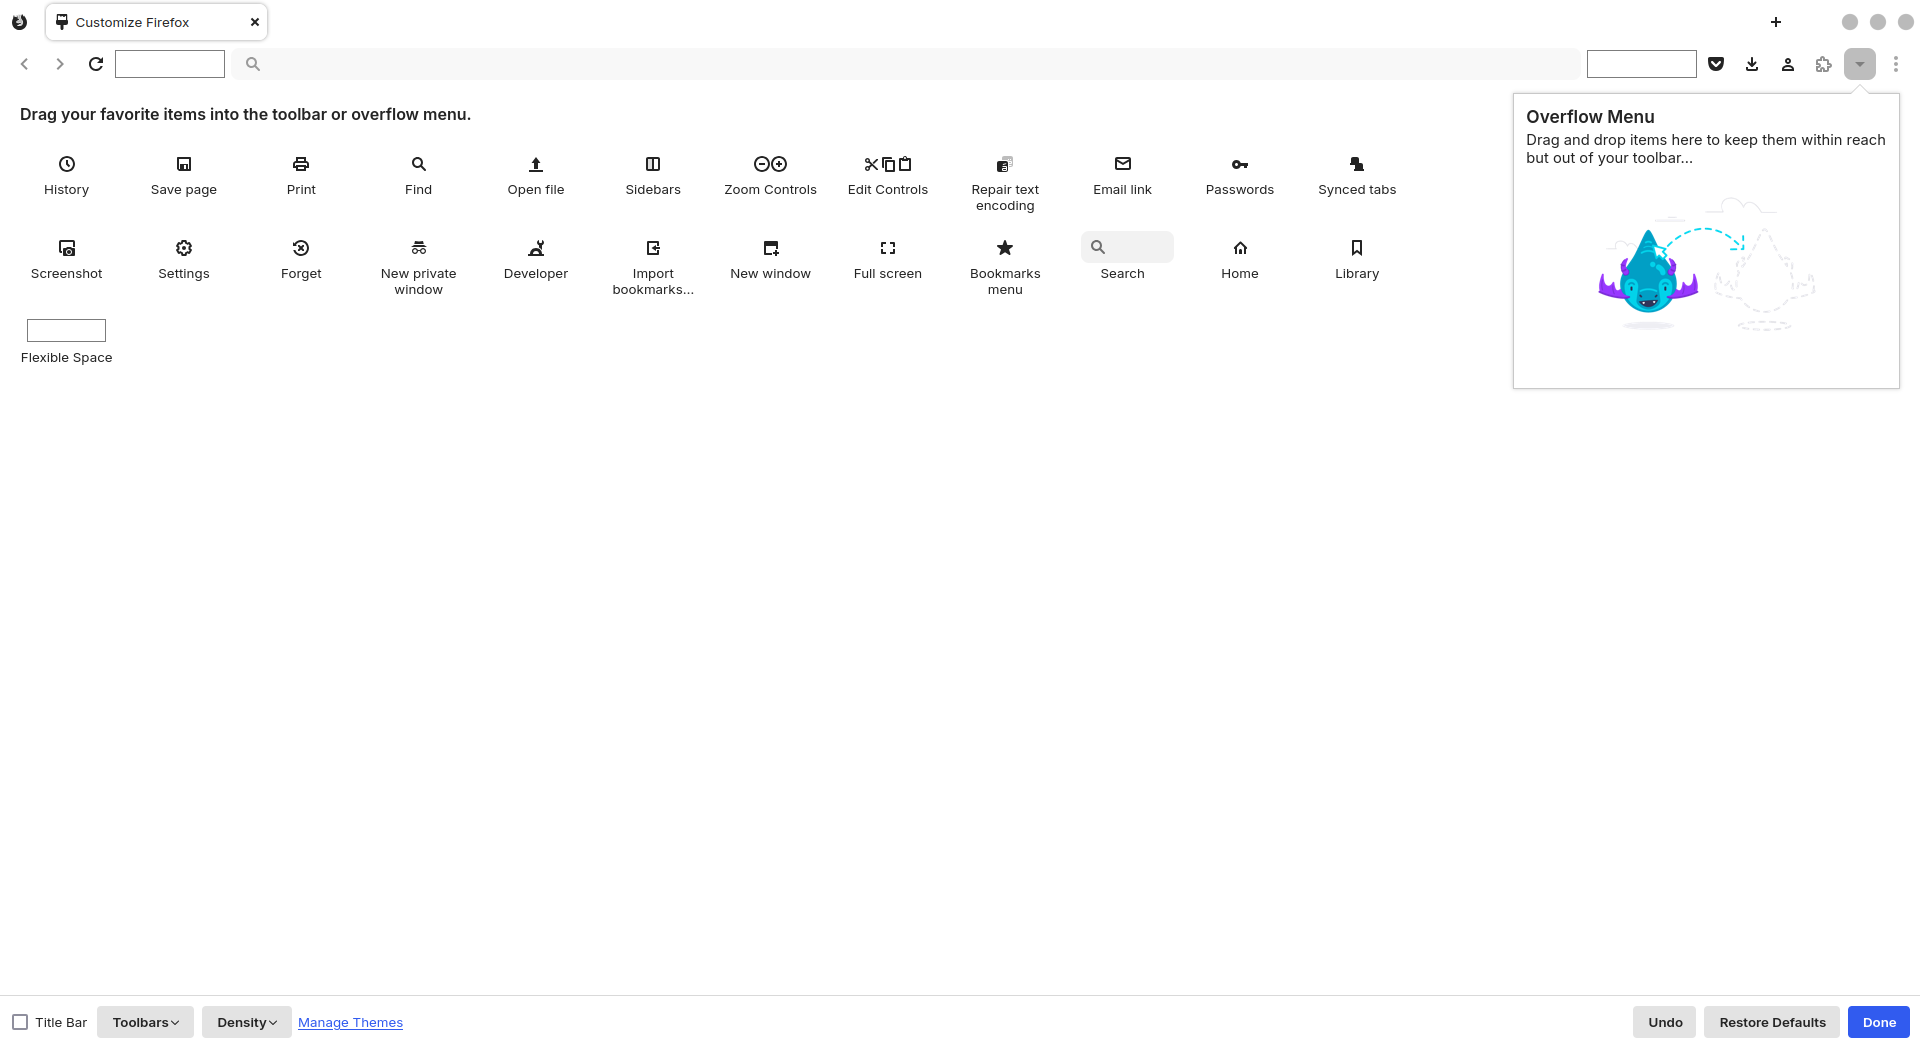 Customize Firefox
Drag your favorite items into the toolbar or overflow menu.
Overflow Menu
Drag and drop items here to keep them within reach
but out of your toolbar...
History
Save page
Print
Find
Open file
Sidebars
Zoom Controls
Edit Controls
Repair text
encoding
Email link
Passwords
Synced tabs
Screenshot
Settings
Forget
New private
window
Developer
Import
bookmarks...
New window
Full screen
Bookmarks
menu
Search
Home
Library
Flexible Space
Title Bar
Toolbars
Density
Manage Themes
Undo
Restore Defaults
Done